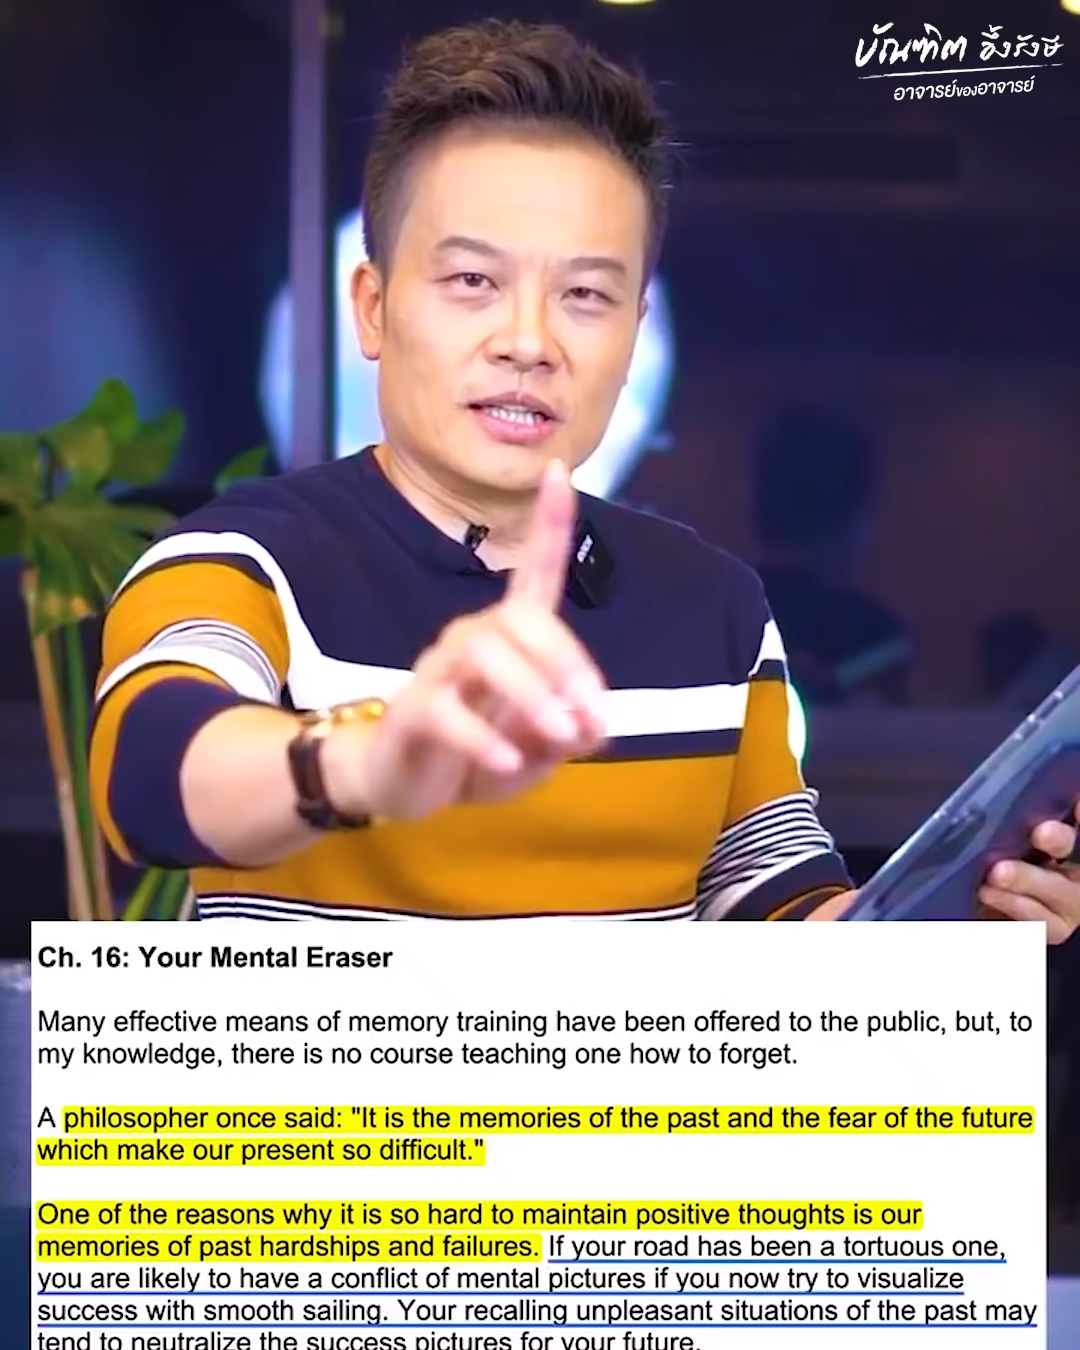 บัณฑิต อึ้งรังษี
อาจารย์ของอาจารย์
Ch. 16: Your Mental Eraser
Many effective means of memory training have been offered to the public, but, to
my knowledge, there is no course teaching one how to forget.
A philosopher once said: "It is the memories of the past and the fear of the future
which make our present so difficult."
One of the reasons why it is so hard to maintain positive thoughts is our
memories of past hardships and failures. If your road has been a tortuous one,
you are likely to have a conflict of mental pictures if you now try to visualize
success with smooth sailing. Your recalling unpleasant situations of the past may
tend to neutralize the success pictures for your future.